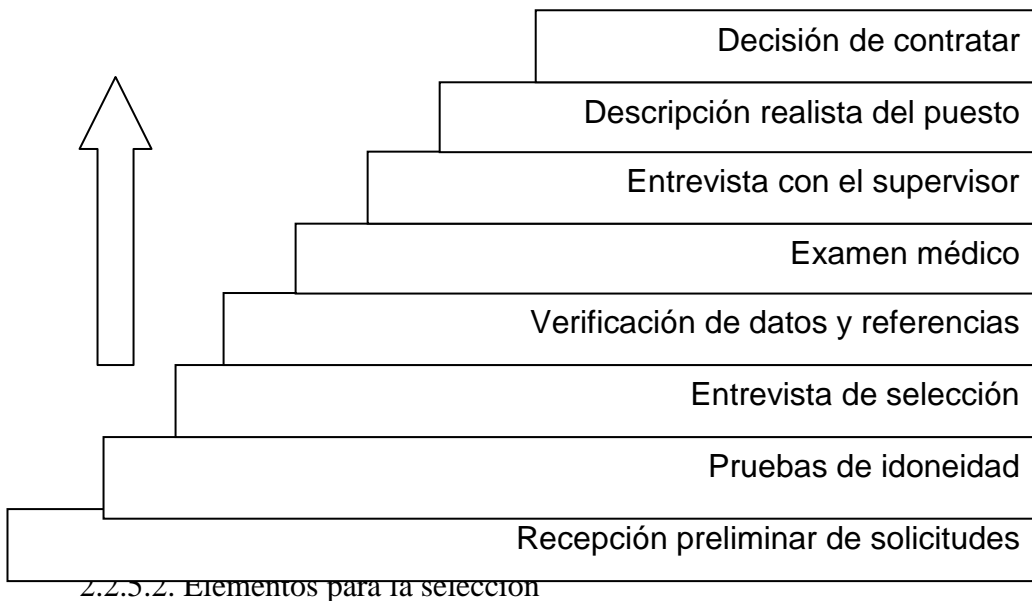 Decisión de contratar
Descripción realista del puesto
Entrevista con el supervisor
Examen médico
Verificación de datos y referencias
Entrevista de selección
Pruebas de idoneidad
Recepción preliminar de solicitudes
2.2.5.2. Elementos para la selección